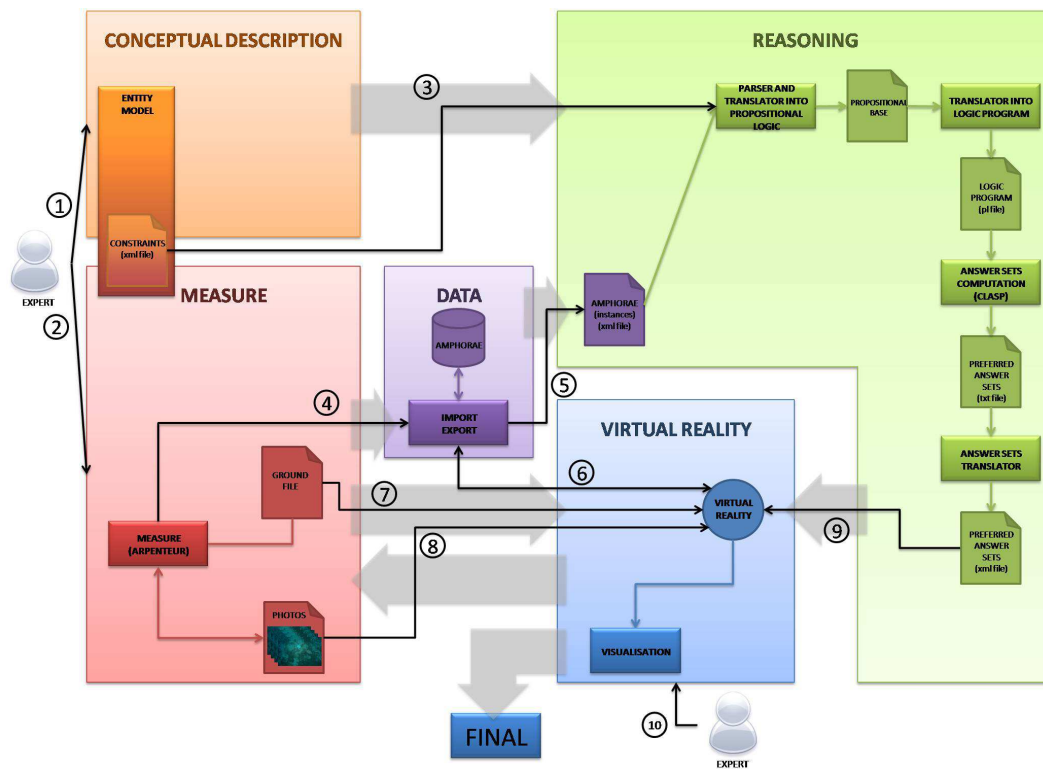 CONCEPTUAL DESCRIPTION
ENTITY
MODEL
CONSTRAINTS
(xml file)
1
2
EXPERT
3
REASONING
PARSER AND
TRANSLATOR INTO
PROPOSITIONAL
LOGIC
PROPOSITIONAL
BASE
TRANSLATOR INTO
LOGIC PROGRAM
LOGIC
PROGRAM
(pl file)
ANSWER SETS
COMPUTATION
(CLASP)
PREFERRED
ANSWER
SETS
(txt file)
ANSWER SETS
TRANSLATOR
PREFERRED
ANSWER
SETS
(xml file)
AMPHORAE
(instances)
(xml file)
MEASURE
DATA
AMPHORAE
IMPORT
EXPORT
4
5
6
7
8
9
GROUND
FILE
MEASURE
(ARPENTEUR)
PHOTOS
VIRTUAL REALITY
VIRTUAL
REALITY
VISUALISATION
FINAL
10
EXPERT